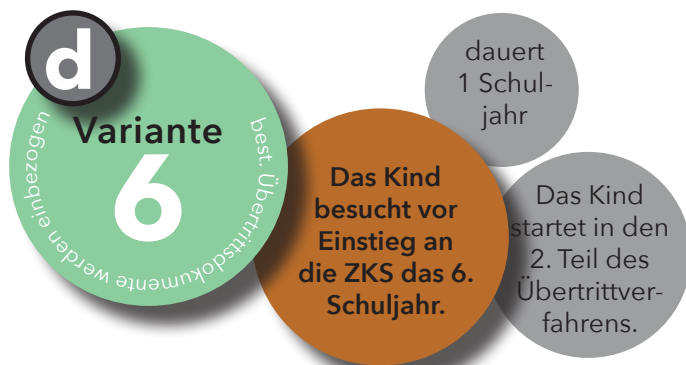 d
Variante
6
best. Übertrittsdokumente werden einbezogen
Das Kind
besucht vor
Einstieg an
die ZKS das 6.
Schuljahr.
dauert
1 Schul-
jahr
Das Kind
startet in den
2. Teil des
Übertrittver-
fahrens.